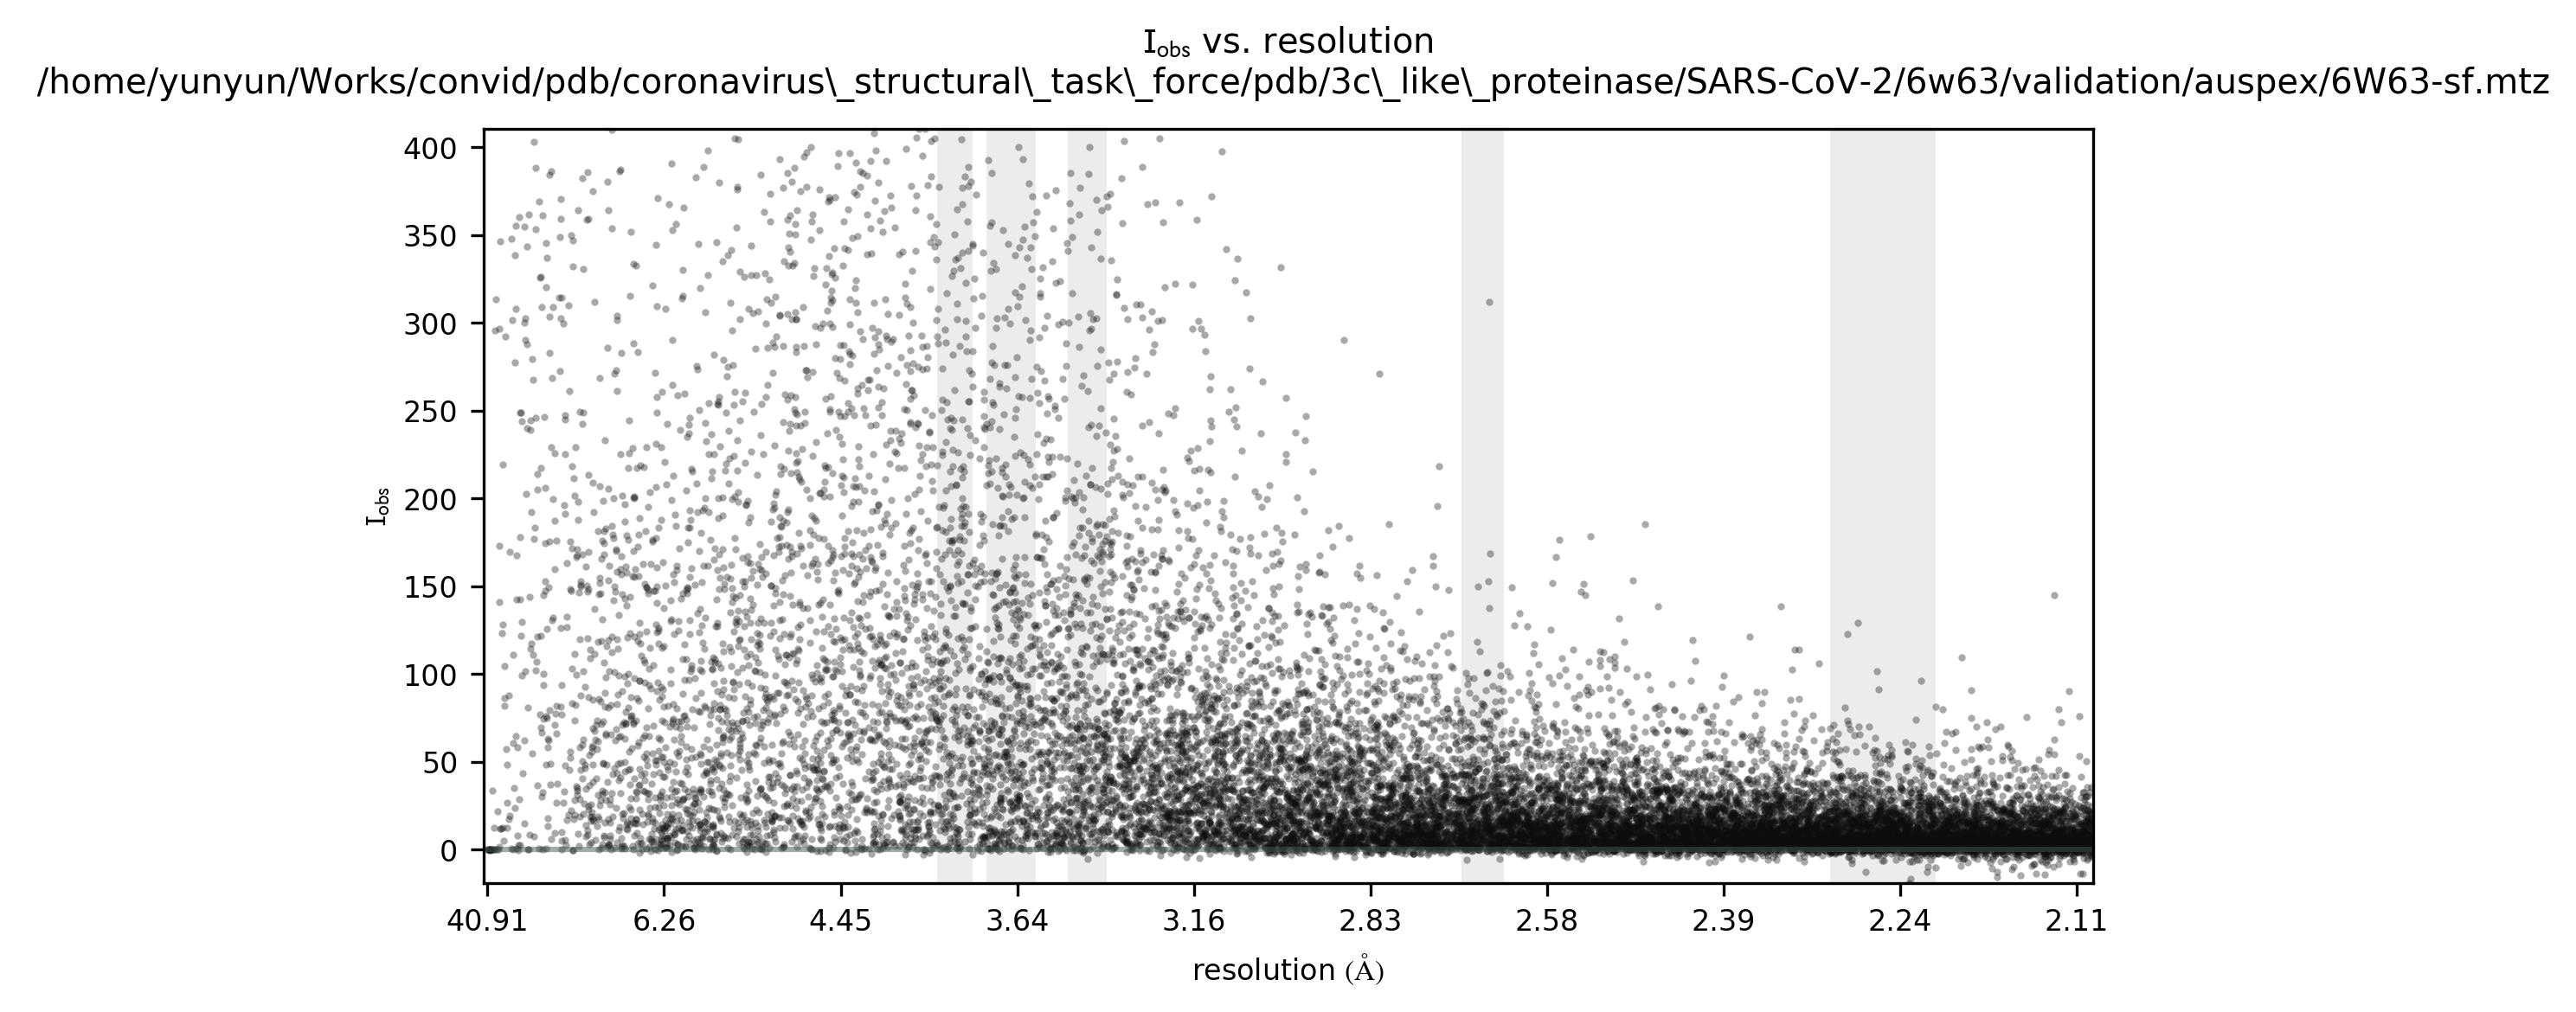 I_obs vs. resolution
/home/yunyun/Works/convid/pdb/coronavirus\_structural\_task\_force/pdb/3c\_like\_proteinase/SARS-CoV-2/6w63/validation/auspex/6W63-sf.mtz
400
350
300
250
200
150
100
50
0
I_obs
40.91 6.26 4.45 3.64 3.16 2.83 2.58 2.39 2.24 2.11
resolution (Å)